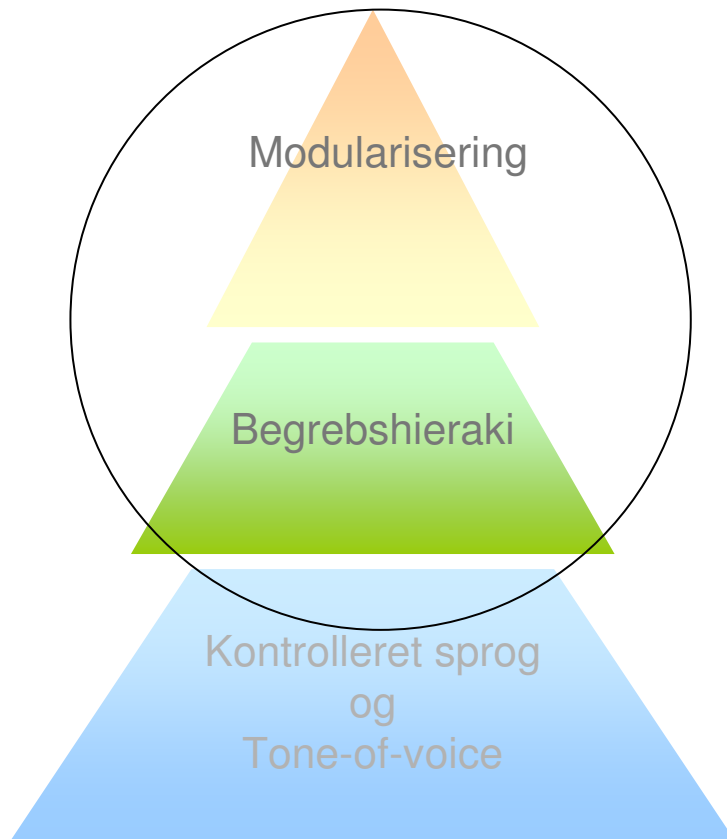 Modularisering
Begrebshieraki
Kontrolleret sprog
og
Tone-of-voice